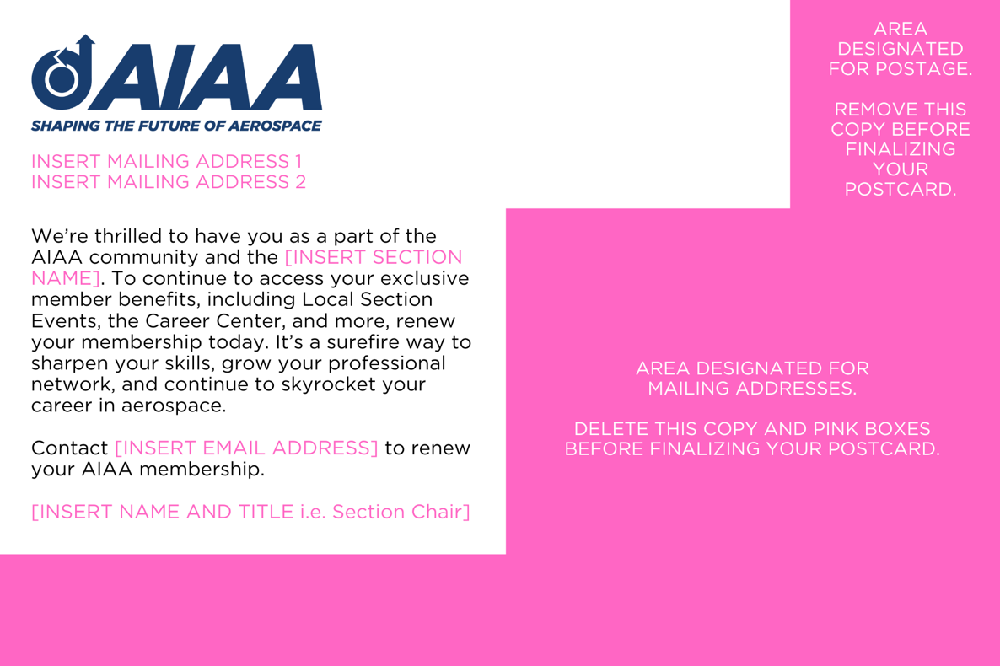 AIAA
SHAPING THE FUTURE OF AEROSPACE
INSERT MAILING ADDRESS 1
INSERT MAILING ADDRESS 2
We’re thrilled to have you as a part of the
AIAA community and the [INSERT SECTION
NAME]. To continue to access your exclusive
member benefits, including Local Section
Events, the Career Center, and more, renew
your membership today. It’s a surefire way to
sharpen your skills, grow your professional
network, and continue to skyrocket your
career in aerospace.
Contact [INSERT EMAIL ADDRESS] to renew
your AIAA membership.
[INSERT NAME AND TITLE i.e. Section Chair]
AREA
DESIGNATED
FOR POSTAGE.
REMOVE THIS
COPY BEFORE
FINALIZING
YOUR
POSTCARD.
AREA DESIGNATED FOR
MAILING ADDRESSES.
DELETE THIS COPY AND PINK BOXES
BEFORE FINALIZING YOUR POSTCARD.